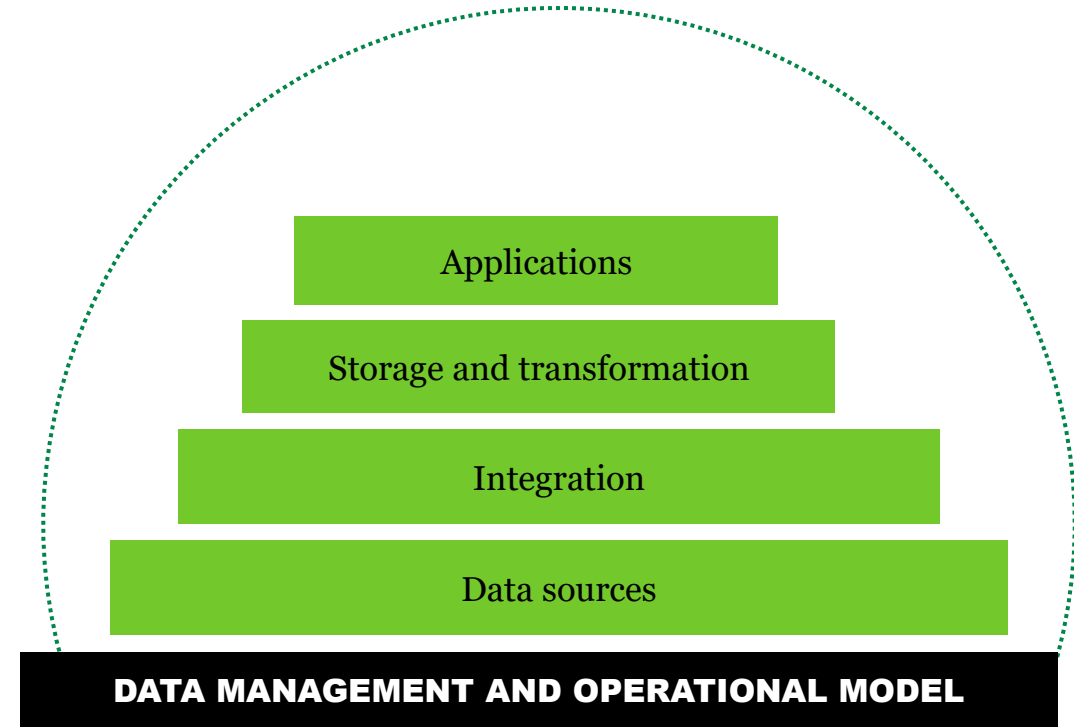 Applications
Storage and transformation
Integration
Data sources
DATA MANAGEMENT AND OPERATIONAL MODEL